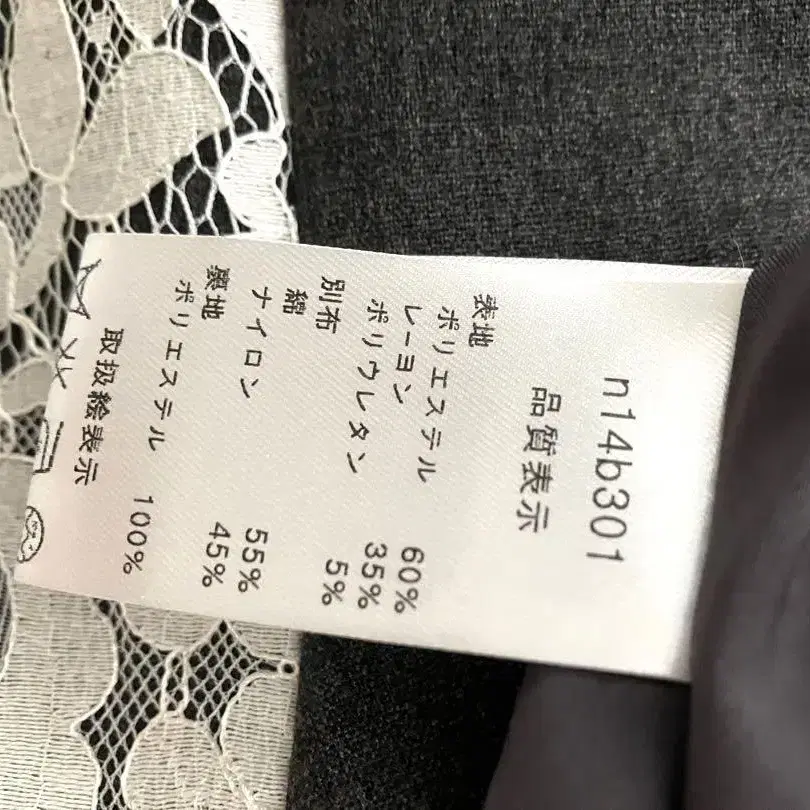 n14b301
品質表示
表地
ポリエステル 60%
レーヨン 35%
ポリウレタン 5%
別布
綿 55%
ナイロン 45%
裏地
ポリエステル 100%
取扱絵表示